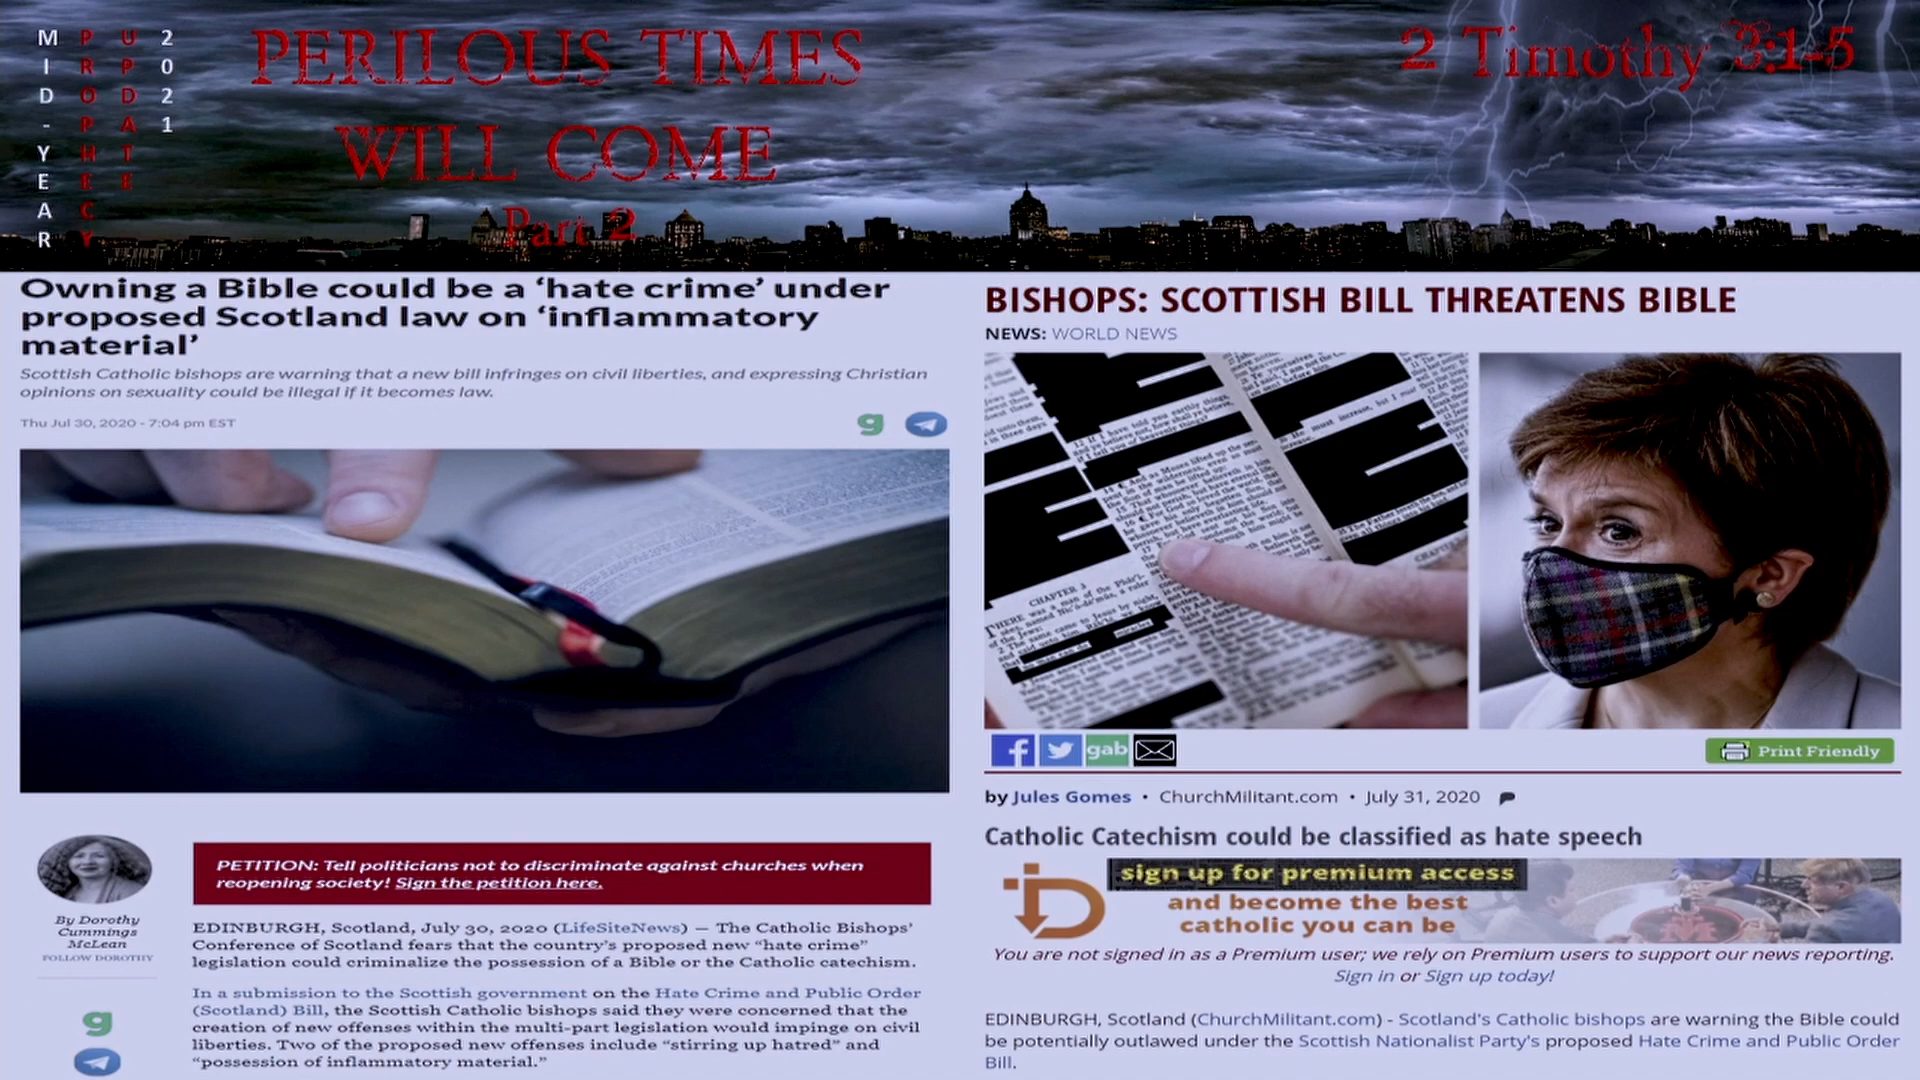 MID-YEAR
PROPHECY
UPDATE
2021
PERILOUS TIMES
WILL COME
Part 2
2 Timothy 3:1-5
Owning a Bible could be a ‘hate crime’ under
proposed Scotland law on ‘inflammatory
material’
Scottish Catholic bishops are warning that a new bill infringes on civil liberties, and expressing Christian
opinions on sexuality could be illegal if it becomes law.
Thu Jul 30, 2020 - 7:04 pm EST
g
By Dorothy
Cummings
McLean
FOLLOW DOROTHY
g
PETITION: Tell politicians not to discriminate against churches when
reopening society! Sign the petition here.
EDINBURGH, Scotland, July 30, 2020 (LifeSiteNews) — The Catholic Bishops’
Conference of Scotland fears that the country’s proposed new “hate crime”
legislation could criminalize the possession of a Bible or the Catholic catechism.
In a submission to the Scottish government on the Hate Crime and Public Order
(Scotland) Bill, the Scottish Catholic bishops said they were concerned that the
creation of new offenses within the multi-part legislation would impinge on civil
liberties. Two of the proposed new offenses include “stirring up hatred” and
“possession of inflammatory material.”
BISHOPS: SCOTTISH BILL THREATENS BIBLE
NEWS: WORLD NEWS
CHAPTER 3
f
gab
Print Friendly
by Jules Gomes • ChurchMilitant.com • July 31, 2020
Catholic Catechism could be classified as hate speech
sign up for premium access
and become the best
catholic you can be
You are not signed in as a Premium user; we rely on Premium users to support our news reporting.
Sign in or Sign up today!
EDINBURGH, Scotland (ChurchMilitant.com) - Scotland's Catholic bishops are warning the Bible could
be potentially outlawed under the Scottish Nationalist Party's proposed Hate Crime and Public Order
Bill.